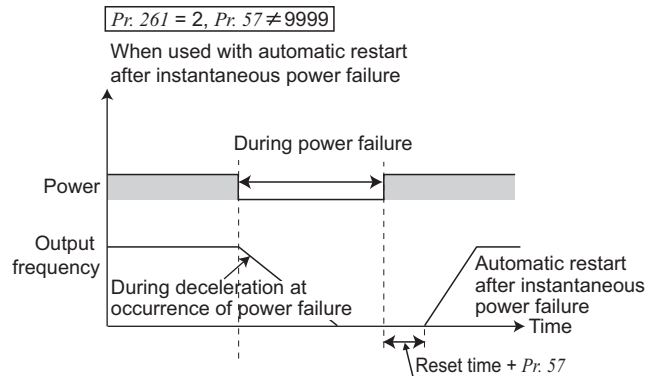 Pr. 261 = 2, Pr. 57 ≠ 9999
When used with automatic restart
after instantaneous power failure
During power failure
Power
Output
frequency
During deceleration at
occurrence of power failure
Automatic restart
after instantaneous
power failure
Time
Reset time + Pr. 57